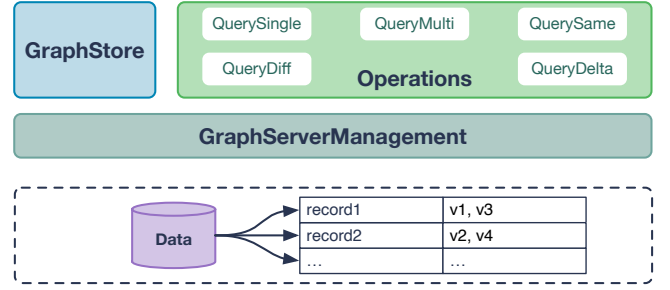 GraphStore
QuerySingle QueryMulti QuerySame
QueryDiff Operations QueryDelta
GraphServerManagement
Data
record1 v1, v3
record2 v2, v4
... ...